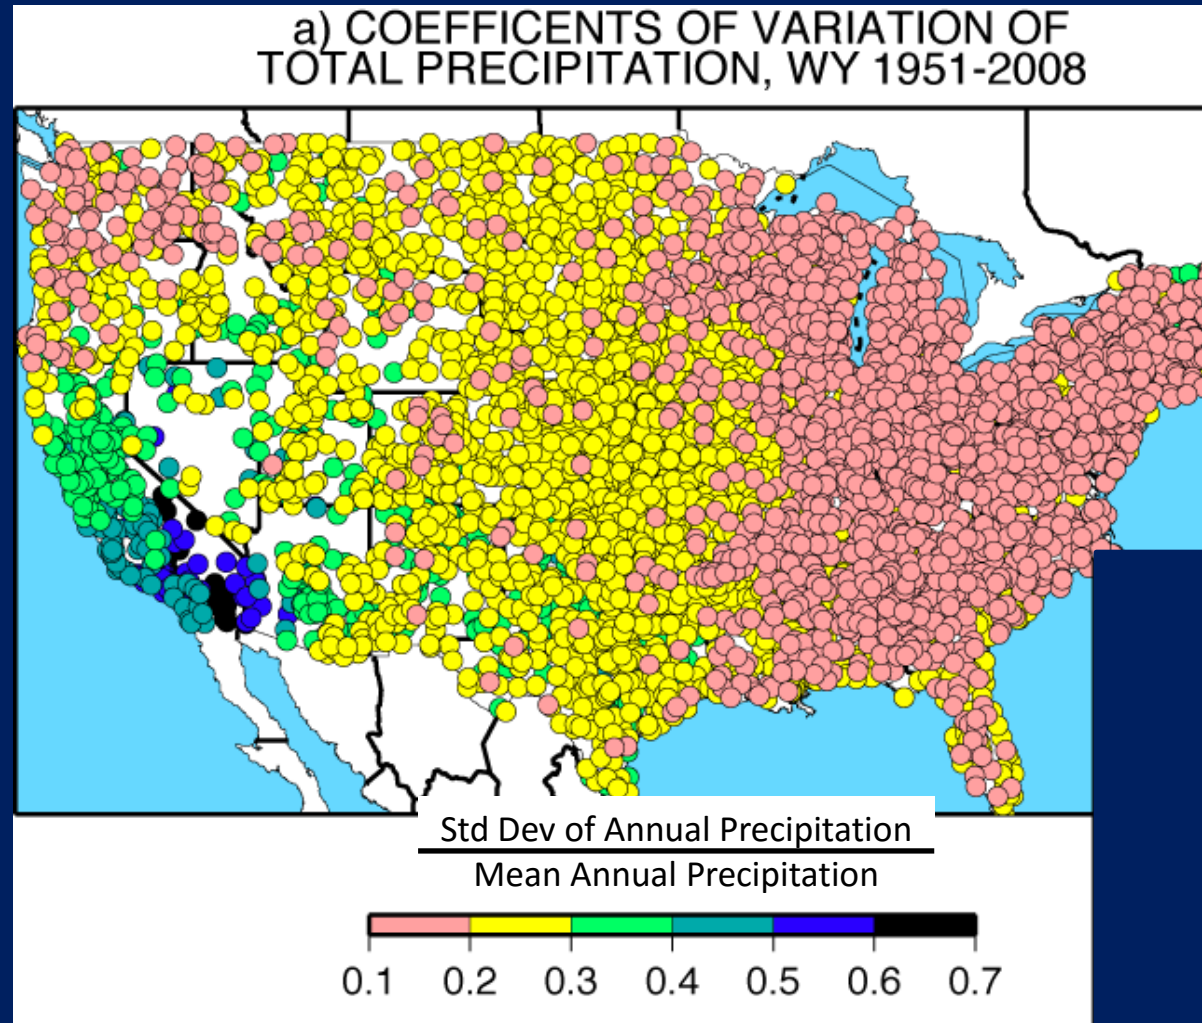 a) COEFFICENTS OF VARIATION OF
TOTAL PRECIPITATION, WY 1951-2008
Std Dev of Annual Precipitation
Mean Annual Precipitation
0.1 0.2 0.3 0.4 0.5 0.6 0.7